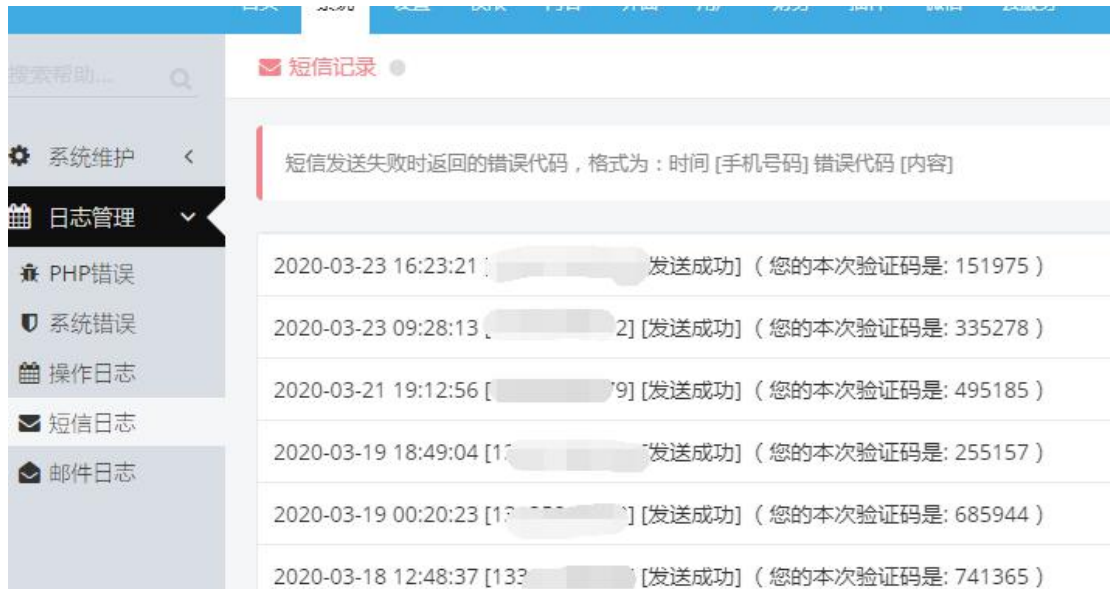 搜索帮助...
系统维护
日志管理
PHP错误
系统错误
操作日志
短信日志
邮件日志
短信记录
短信发送失败时返回的错误代码，格式为：时间 [手机号码] 错误代码 [内容]
2020-03-23 16:23:21 发送成功] （ 您的本次验证码是: 151975 ）
2020-03-23 09:28:13 [ 2] [发送成功] （ 您的本次验证码是: 335278 ）
2020-03-21 19:12:56 [ 79] [发送成功] （ 您的本次验证码是: 495185 ）
2020-03-19 18:49:04 [13 发送成功] （ 您的本次验证码是: 255157 ）
2020-03-19 00:20:23 [13 ] [发送成功] （ 您的本次验证码是: 685944 ）
2020-03-18 12:48:37 [133 [发送成功] （ 您的本次验证码是: 741365 ）